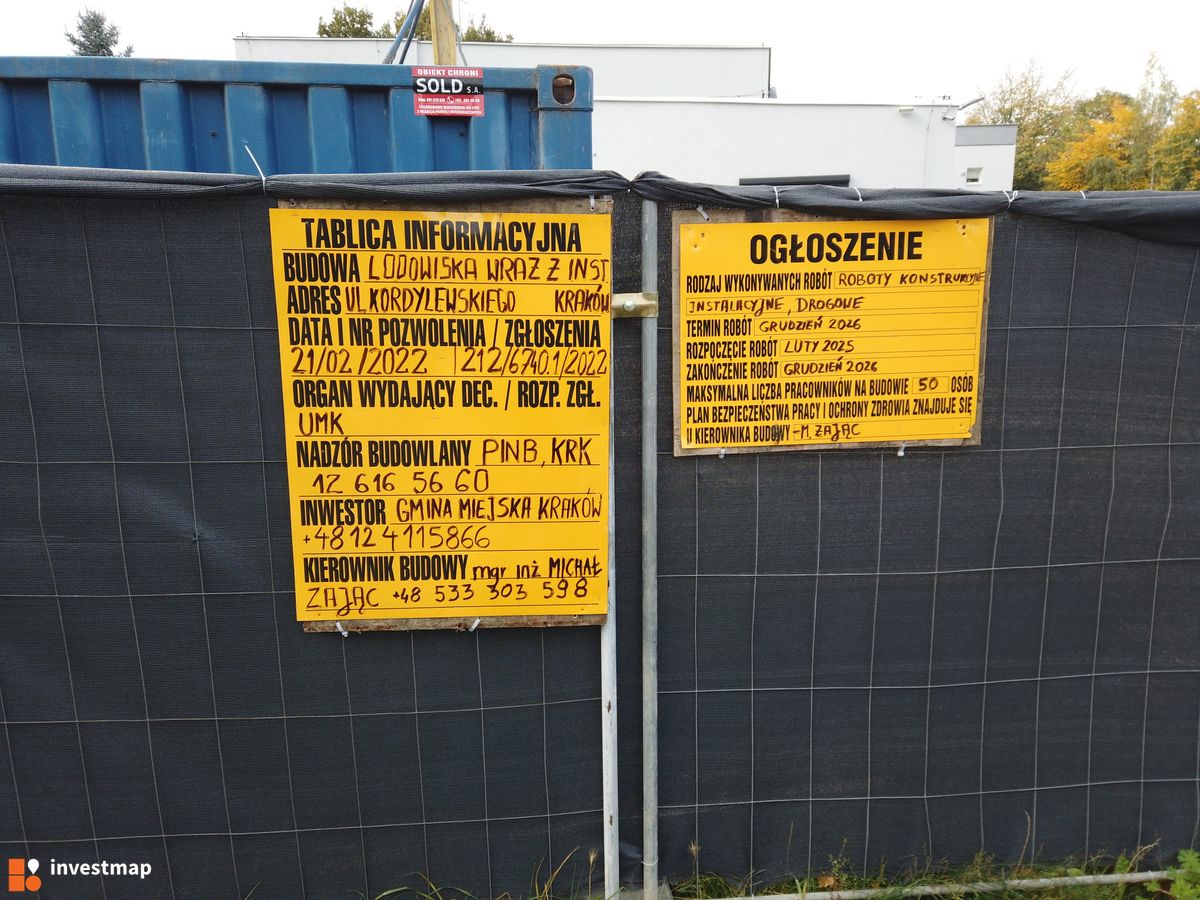 OBIEKT CHRONI
SOLD S.A.
TABLICA INFORMACYJNA
BUDOWA LODOWISKA WRAZ Z INST.
ADRES UL. KORDYLEWSKIEGO KRAKÓW
DATA I NR POZWOLENIA / ZGŁOSZENIA
21/02/2022 212/6740.1/2022
ORGAN WYDAJĄCY DEC. / ROZP. ZGŁ.
UMK
NADZÓR BUDOWLANY PINB, KRK
12 616 56 60
INWESTOR GMINA MIEJSKA KRAKÓW
+48 12 4115866
KIEROWNIK BUDOWY mgr inż MICHAŁ
ZAJĄC +48 533 303 598
OGŁOSZENIE
RODZAJ WYKONYWANYCH ROBÓT ROBOTY KONSTRUKCYJNE
INSTALACYJNE, DROGOWE
TERMIN ROBÓT GRUDZIEŃ 2026
ROZPOCZĘCIE ROBÓT LUTY 2025
ZAKOŃCZENIE ROBÓT GRUDZIEŃ 2026
MAKSYMALNA LICZBA PRACOWNIKÓW NA BUDOWIE 50 OSÓB
PLAN BEZPIECZEŃSTWA PRACY I OCHRONY ZDROWIA ZNAJDUJE SIĘ
U KIEROWNIKA BUDOWY - M. ZAJĄC
investmap